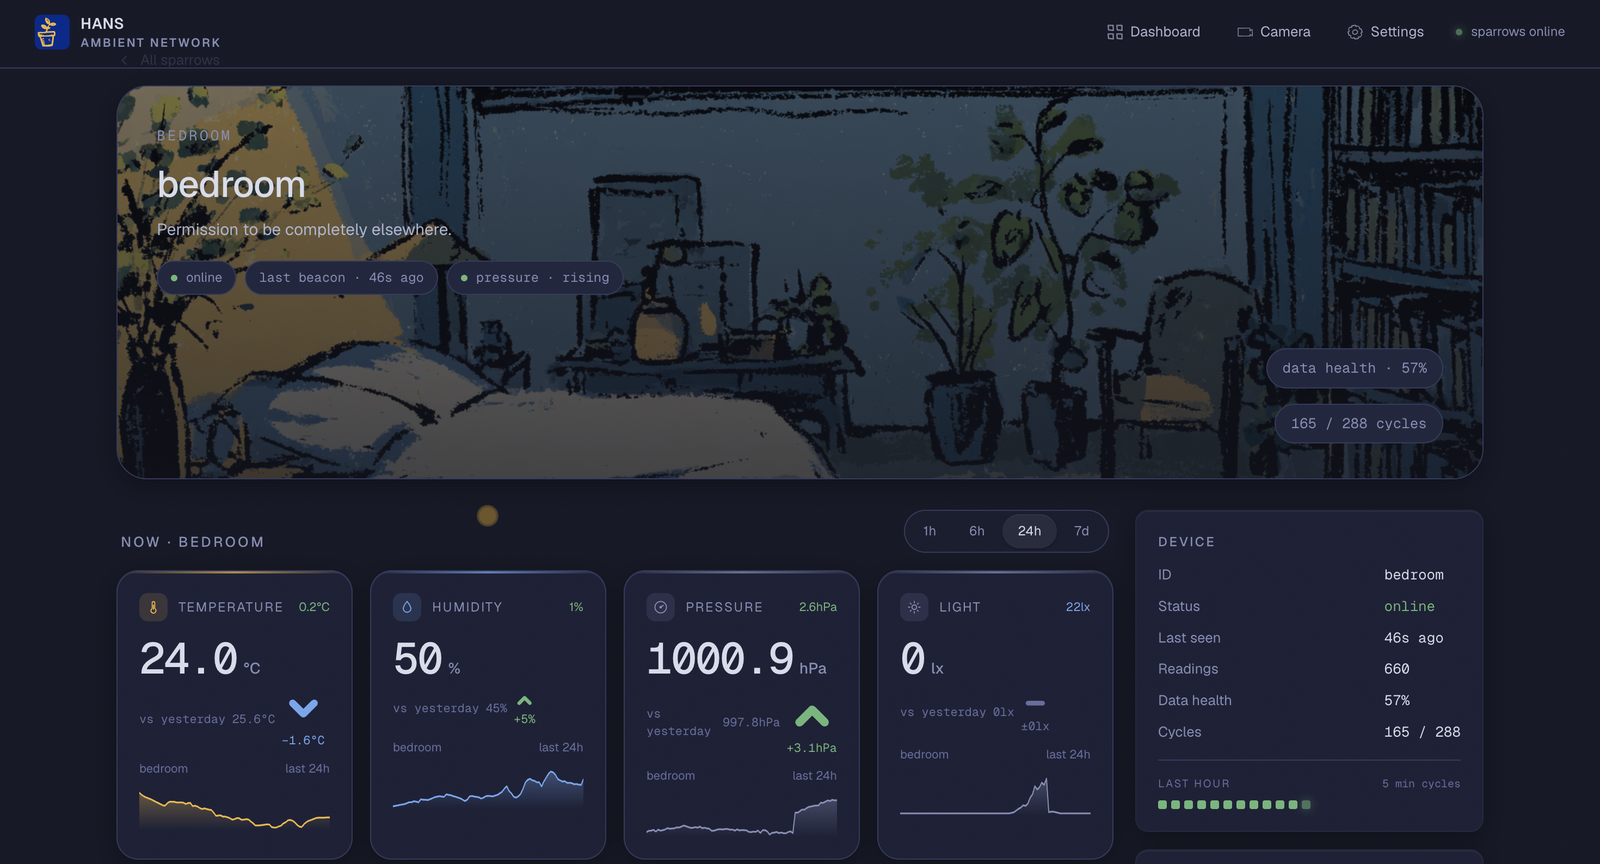 HANS
AMBIENT NETWORK
Dashboard
Camera
Settings
sparrows online
All sparrows
BEDROOM
bedroom
Permission to be completely elsewhere.
online
last beacon · 46s ago
pressure · rising
data health · 57%
165 / 288 cycles
NOW · BEDROOM
1h 6h 24h 7d
TEMPERATURE 0.2°C
24.0 °C
vs yesterday 25.6°C
−1.6°C
bedroom last 24h
HUMIDITY 1%
50 %
vs yesterday 45%
+5%
bedroom last 24h
PRESSURE 2.6hPa
1000.9 hPa
vs
yesterday
997.8hPa
+3.1hPa
bedroom last 24h
LIGHT 22lx
0 lx
vs yesterday 0lx
±0lx
bedroom last 24h
DEVICE
ID bedroom
Status online
Last seen 46s ago
Readings 660
Data health 57%
Cycles 165 / 288
LAST HOUR 5 min cycles